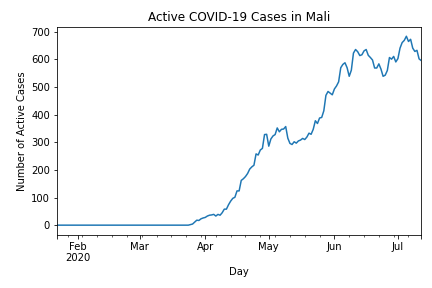 Active COVID-19 Cases in Mali
Number of Active Cases
700
600
500
400
300
200
100
0
Feb Mar Apr May Jun Jul
2020
Day